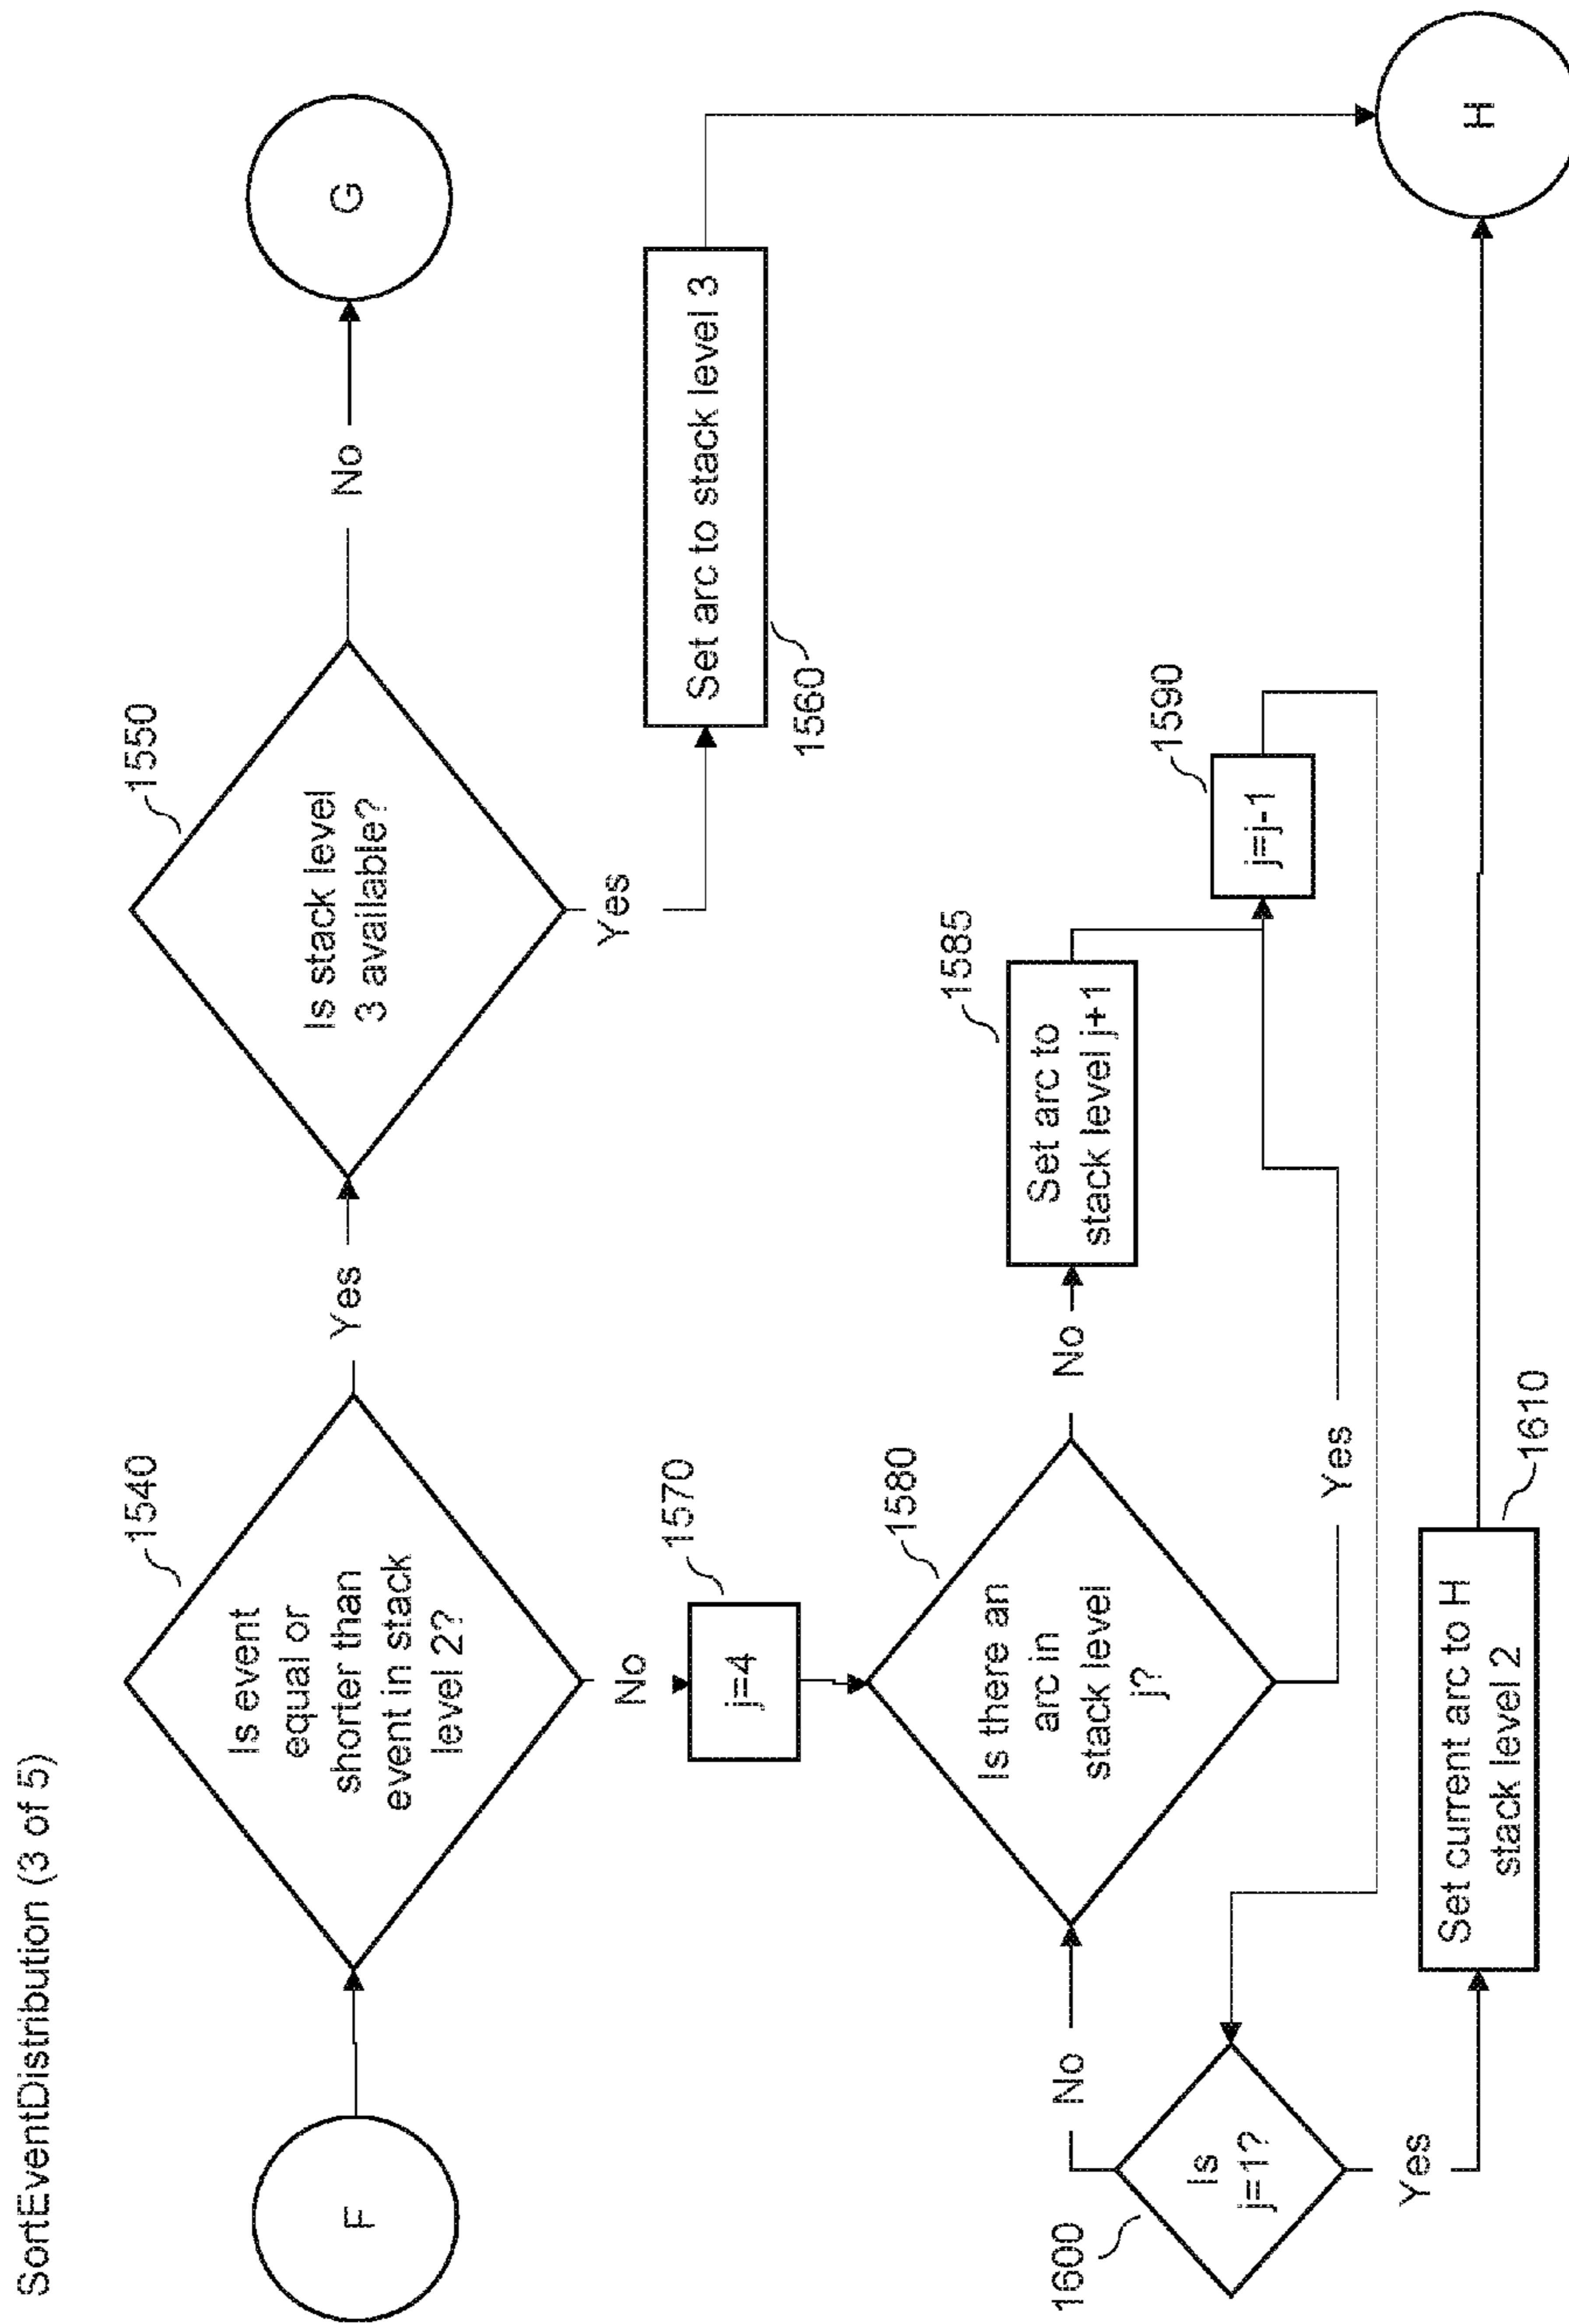 SortEventDistribution (3 of 5)
F
Is event
equal or
shorter than
event in stack
level 2?
1540
Yes
Is stack level
3 available?
1550
No
G
No
j=4
1570
Yes
Set arc to stack level 3
1560
Is there an
arc in
stack level
j?
1580
No
Set arc to
stack level j+1
1585
j=j-1
1590
Yes
Is
j=1?
1600
No
Yes
Set current arc to H
stack level 2
1610
H